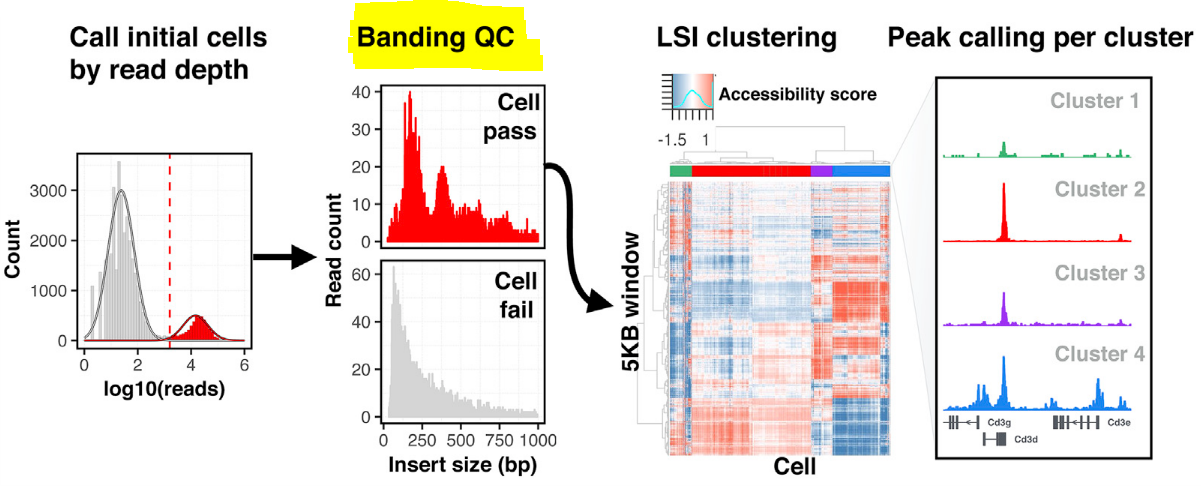 Call initial cells
by read depth
Banding QC
LSI clustering
Peak calling per cluster
Count
3000
2000
1000
0
0 2 4 6
log10(reads)
Read count
40
30
20
10
0
Cell
pass
60
40
20
0
Cell
fail
0 250 500 750 1000
Insert size (bp)
Accessibility score
-1.5 1
5KB window
Cell
Cluster 1
Cluster 2
Cluster 3
Cluster 4
Cd3g Cd3e
Cd3d